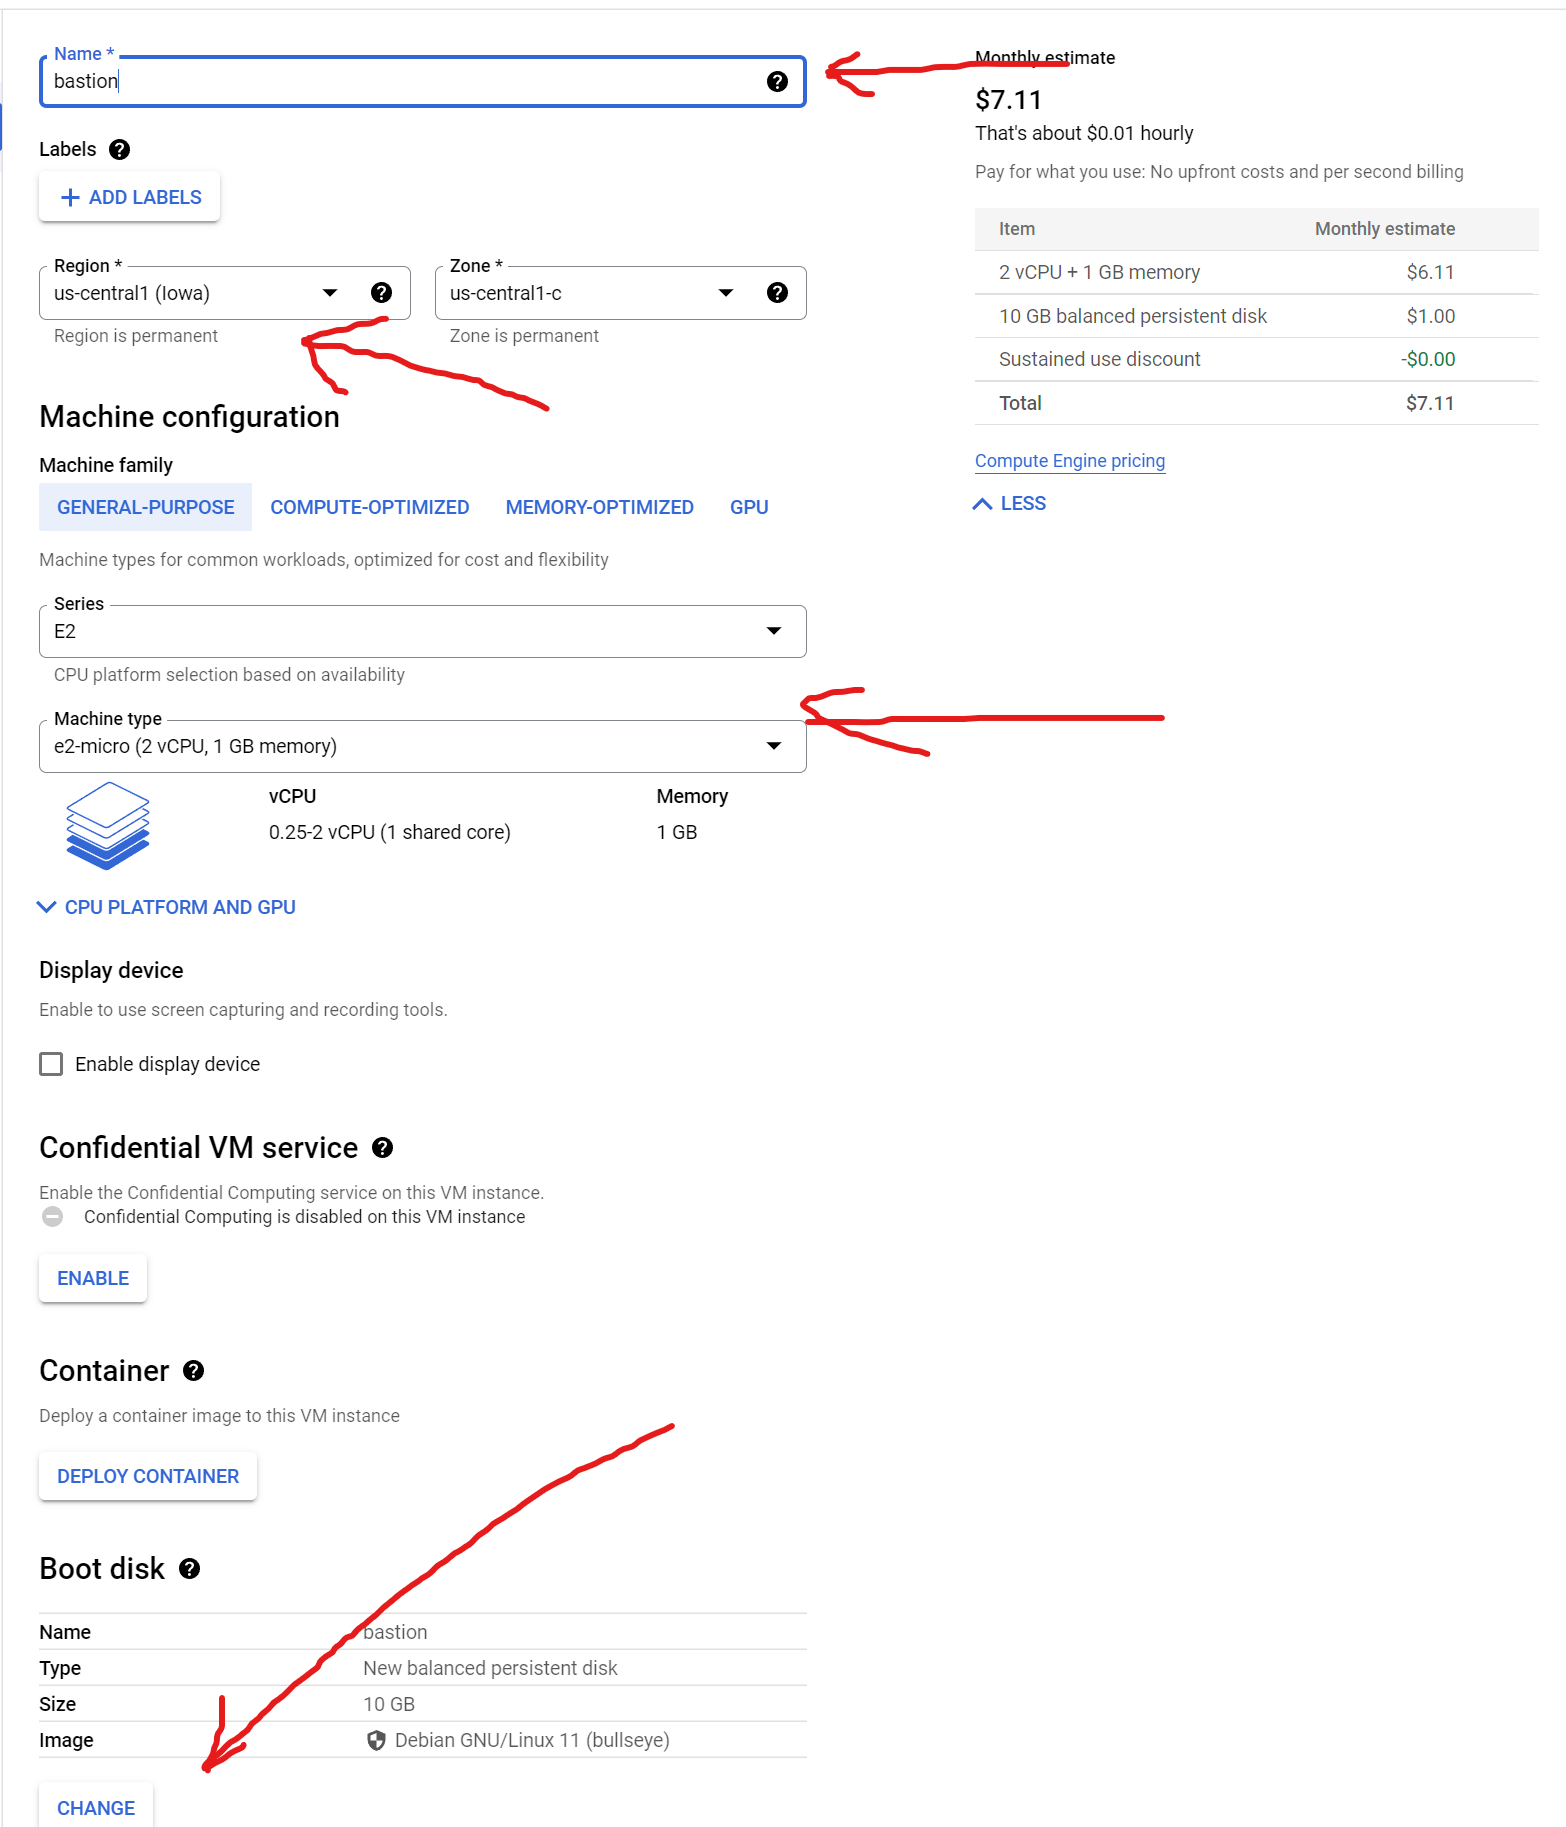 Name *
bastion
Labels
ADD LABELS
Region *
us-central1 (Iowa)
Region is permanent
Zone *
us-central1-c
Zone is permanent
Machine configuration
Machine family
GENERAL-PURPOSE COMPUTE-OPTIMIZED MEMORY-OPTIMIZED GPU
Machine types for common workloads, optimized for cost and flexibility
Series
E2
CPU platform selection based on availability
Machine type
e2-micro (2 vCPU, 1 GB memory)
vCPU Memory
0.25-2 vCPU (1 shared core) 1 GB
CPU PLATFORM AND GPU
Display device
Enable to use screen capturing and recording tools.
Enable display device
Confidential VM service
Enable the Confidential Computing service on this VM instance.
Confidential Computing is disabled on this VM instance
ENABLE
Container
Deploy a container image to this VM instance
DEPLOY CONTAINER
Boot disk
Name bastion
Type New balanced persistent disk
Size 10 GB
Image Debian GNU/Linux 11 (bullseye)
CHANGE
Monthly estimate
$7.11
That's about $0.01 hourly
Pay for what you use: No upfront costs and per second billing
Item Monthly estimate
2 vCPU + 1 GB memory $6.11
10 GB balanced persistent disk $1.00
Sustained use discount -$0.00
Total $7.11
Compute Engine pricing
LESS